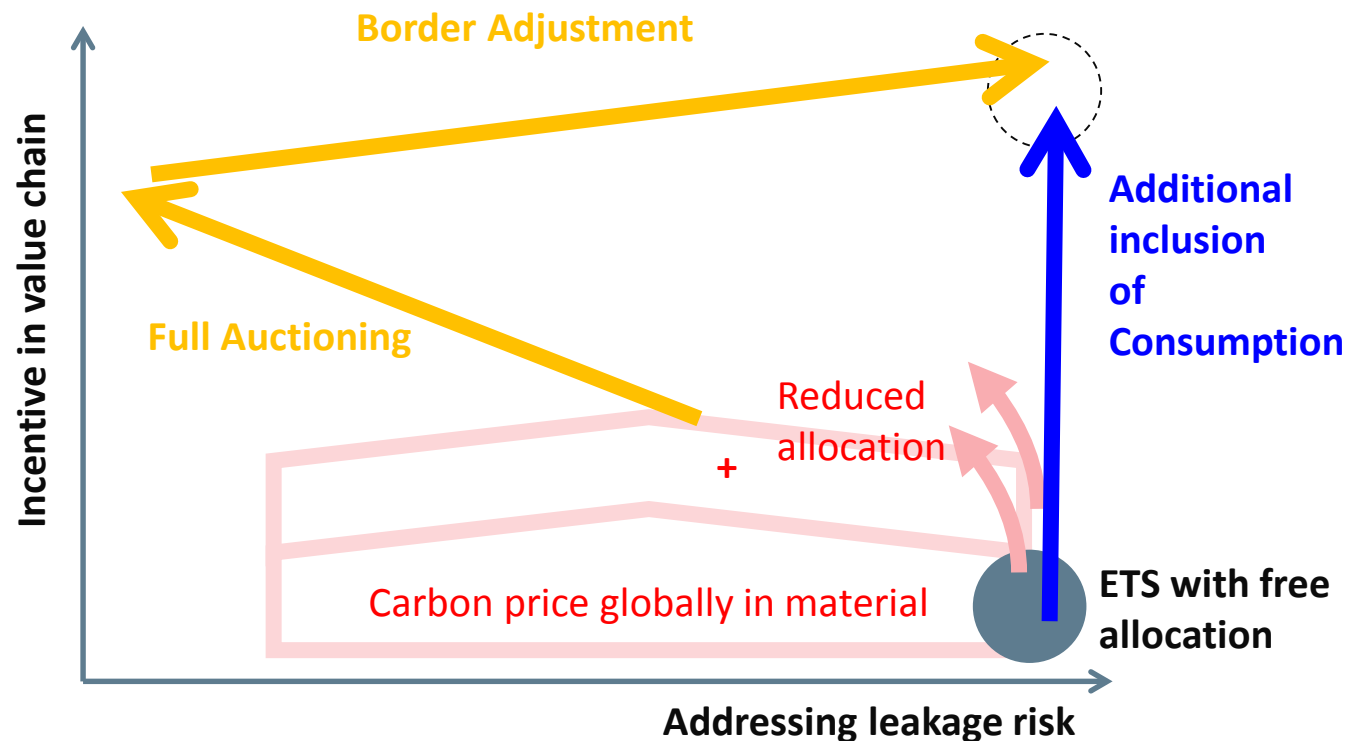 Border Adjustment
Incentive in value chain
Additional
inclusion
of
Consumption
Full Auctioning
Reduced
allocation
+
Carbon price globally in material
ETS with free
allocation
Addressing leakage risk